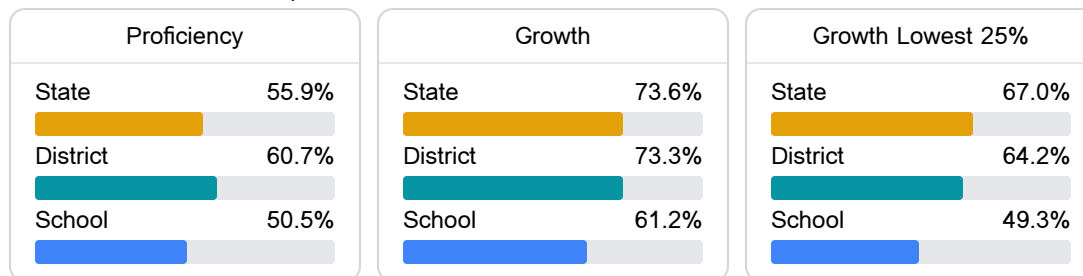 Proficiency
State 55.9%
District 60.7%
School 50.5%
Growth
State 73.6%
District 73.3%
School 61.2%
Growth Lowest 25%
State 67.0%
District 64.2%
School 49.3%